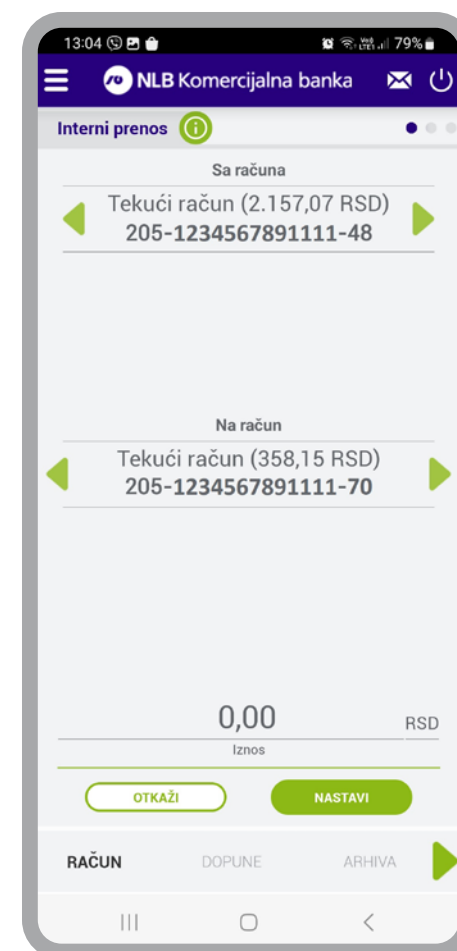 13:04 79%
NLB Komercijalna banka
Interni prenos
Sa računa
Tekući račun (2.157,07 RSD)
205-1234567891111-48
Na račun
Tekući račun (358,15 RSD)
205-1234567891111-70
0,00 RSD
Iznos
OTKAŽI NASTAVI
RAČUN DOPUNE ARHIVA